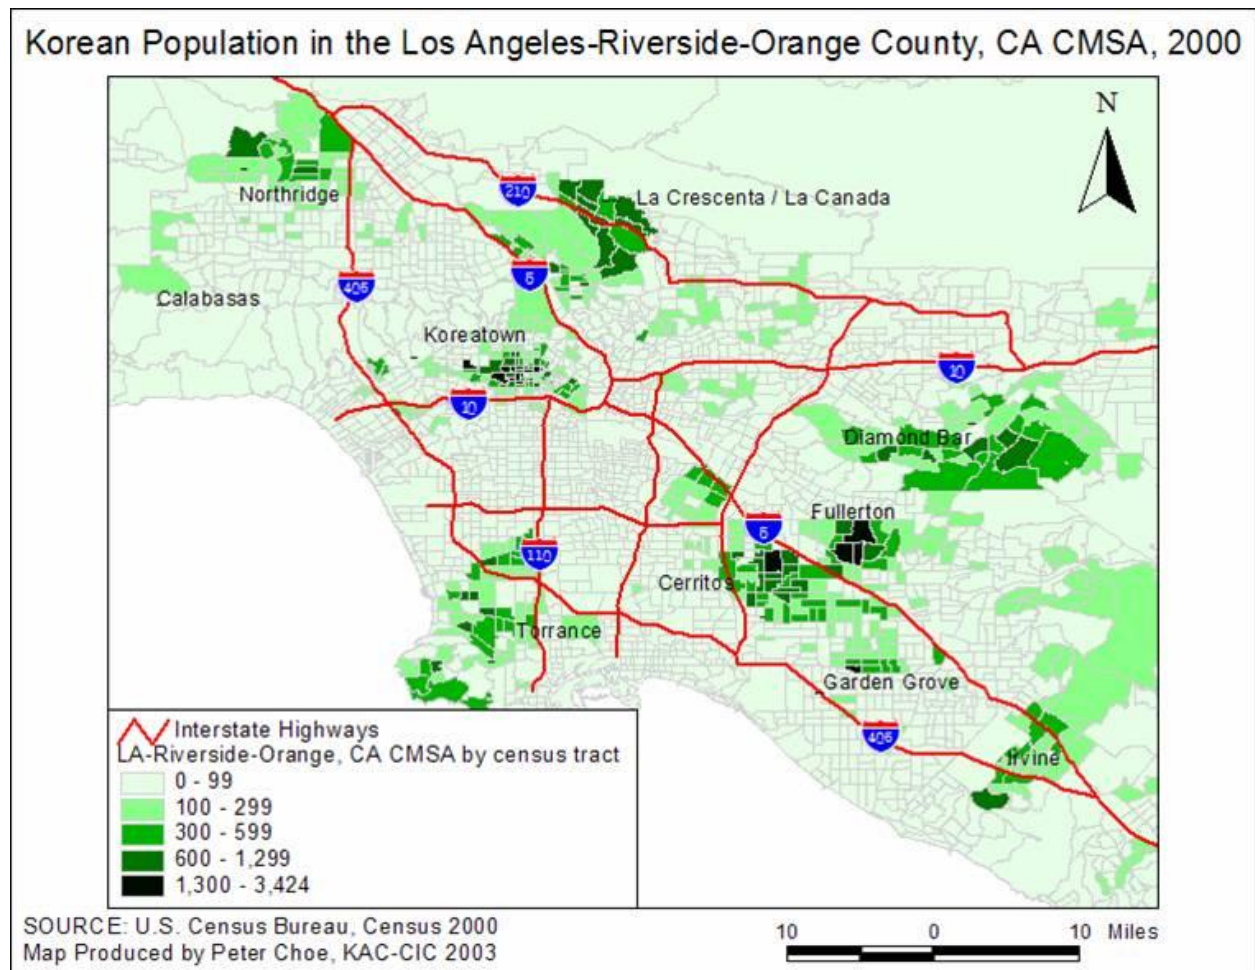 Korean Population in the Los Angeles-Riverside-Orange County, CA CMSA, 2000
N
210
La Crescenta / La Canada
Northridge
5
405
Calabasas
Koreatown
10
10
Diamond Bar
Fullerton
5
110
Cerritos
Torrance
Garden Grove
405
Irvine
Interstate Highways
LA-Riverside-Orange, CA CMSA by census tract
0 - 99
100 - 299
300 - 599
600 - 1,299
1,300 - 3,424
SOURCE: U.S. Census Bureau, Census 2000
Map Produced by Peter Choe, KAC-CIC 2003
10 0 10 Miles